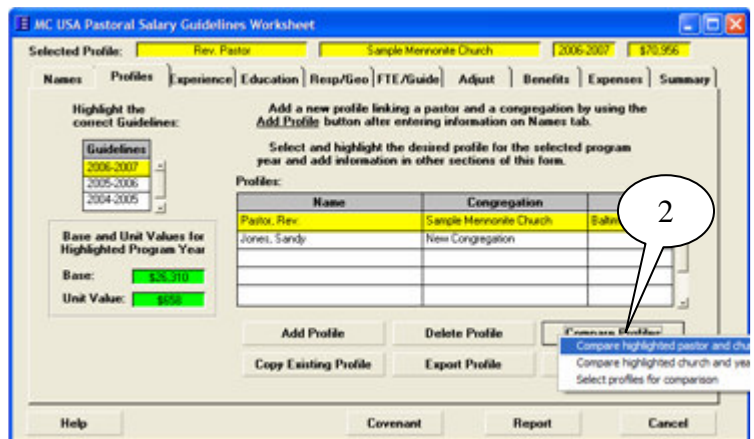 MC USA Pastoral Salary Guidelines Worksheet
Selected Profile: Rev. Pastor Sample Mennonite Church 2006-2007 $70,956
Names Profiles Experience Education Resp/Geo FTE/Guide Adjust Benefits Expenses Summary
Highlight the
correct Guidelines:
Guidelines
2006-2007
2005-2006
2004-2005
Base and Unit Values for
Highlighted Program Year
Base: $26,310
Unit Value: $658
Add a new profile linking a pastor and a congregation by using the
Add Profile button after entering information on Names tab.
Select and highlight the desired profile for the selected program
year and add information in other sections of this form.
Profiles:
Name Congregation
Pastor, Rev. Sample Mennonite Church
Jones, Sandy New Congregation
2
Add Profile Delete Profile Compare Profiles
Copy Existing Profile Export Profile
Compare highlighted pastor and chu
Compare highlighted church and yea
Select profiles for comparison
Help Covenant Report Cancel